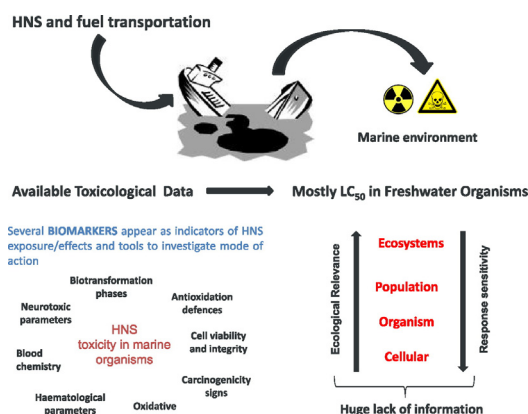 HNS and fuel transportation
Marine environment
Available Toxicological Data
Mostly LC50 in Freshwater Organisms
Several BIOMARKERS appear as indicators of HNS
exposure/effects and tools to investigate mode of
action
Biotransformation
phases
Antioxidation
defences
Neurotoxic
parameters
HNS
toxicity in marine
organisms
Cell viability
and integrity
Blood
chemistry
Carcinogenicity
signs
Haematological
parameters
Oxidative
Ecological Relevance
Ecosystems
Population
Organism
Cellular
Response sensitivity
Huge lack of information